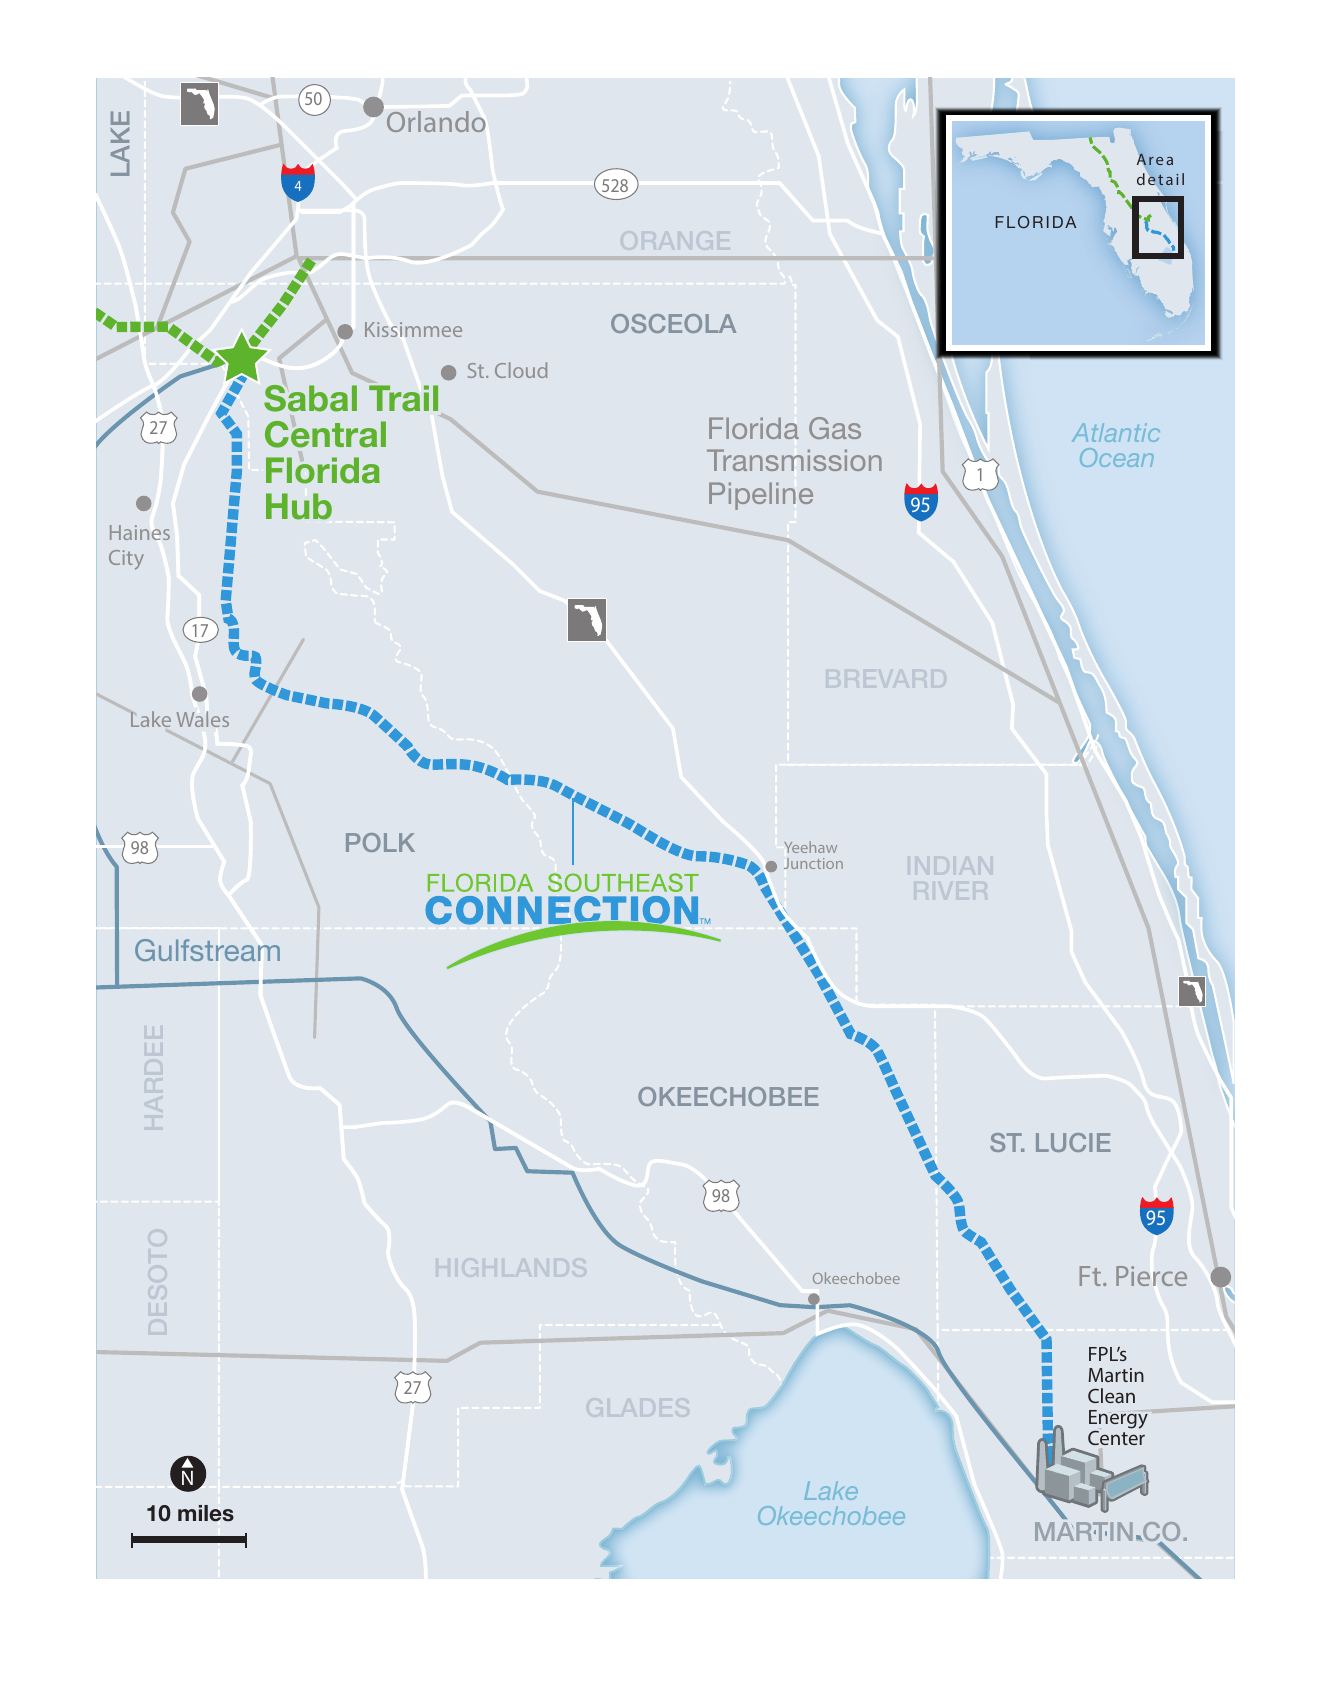 LAKE
50
Orlando
4
528
ORANGE
Area
detail
FLORIDA
OSCEOLA
Kissimmee
St. Cloud
Sabal Trail
Central
Florida
Hub
27
Florida Gas
Transmission
Pipeline
Atlantic
Ocean
1
95
Haines
City
17
BREVARD
Lake Wales
POLK
98
Yeehaw
Junction
INDIAN
RIVER
FLORIDA SOUTHEAST
CONNECTION™
Gulfstream
HARDEE
OKEECHOBEE
ST. LUCIE
98
95
DESOTO
HIGHLANDS
Okeechobee
Ft. Pierce
FPL's
Martin
Clean
Energy
Center
27
GLADES
N
10 miles
Lake
Okeechobee
MARTIN CO.